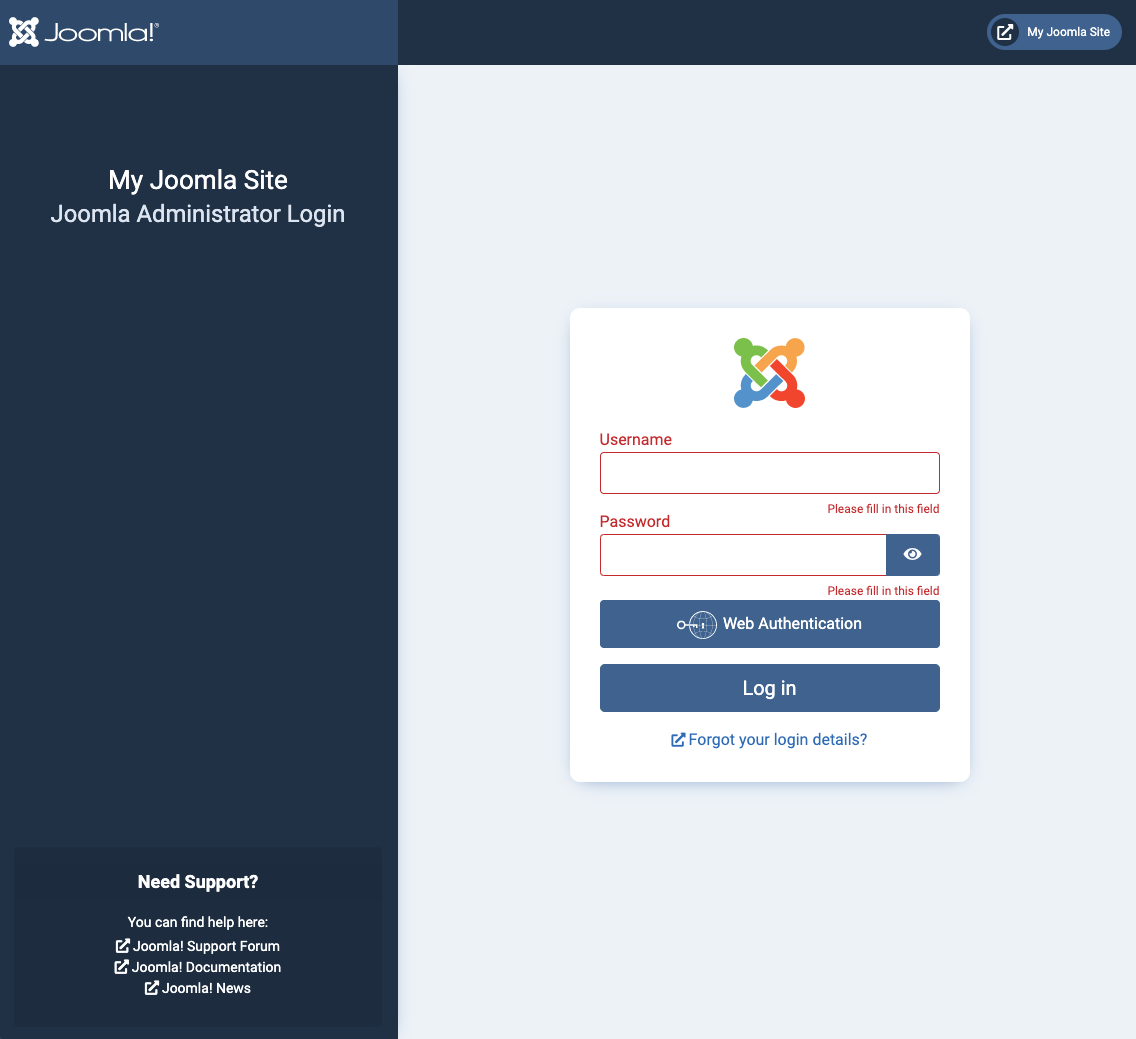 Joomla!®
My Joomla Site
My Joomla Site
Joomla Administrator Login
Username
Please fill in this field
Password
Please fill in this field
Web Authentication
Log in
Forgot your login details?
Need Support?
You can find help here:
Joomla! Support Forum
Joomla! Documentation
Joomla! News